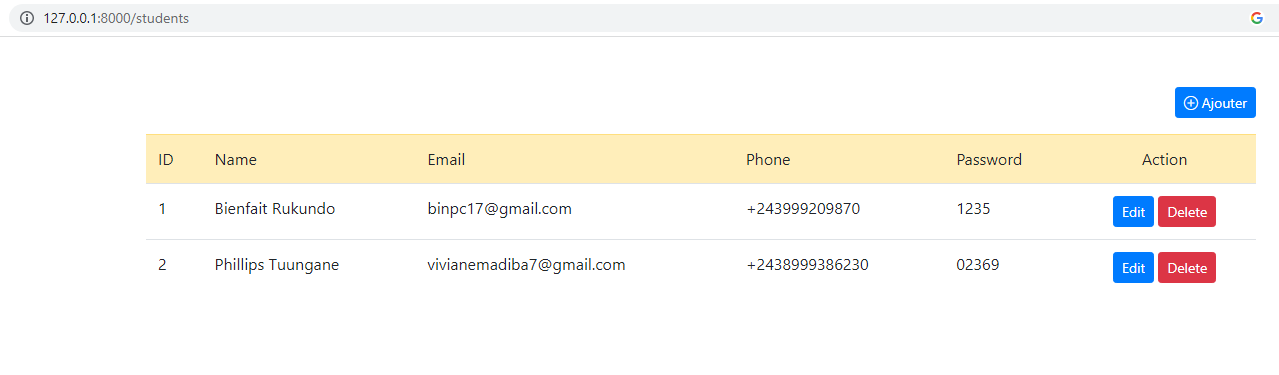 127.0.0.1:8000/students
Ajouter
ID Name Email Phone Password Action
1 Bienfait Rukundo binpc17@gmail.com +243999209870 1235 Edit Delete
2 Phillips Tuungane vivianemadiba7@gmail.com +2438999386230 02369 Edit Delete